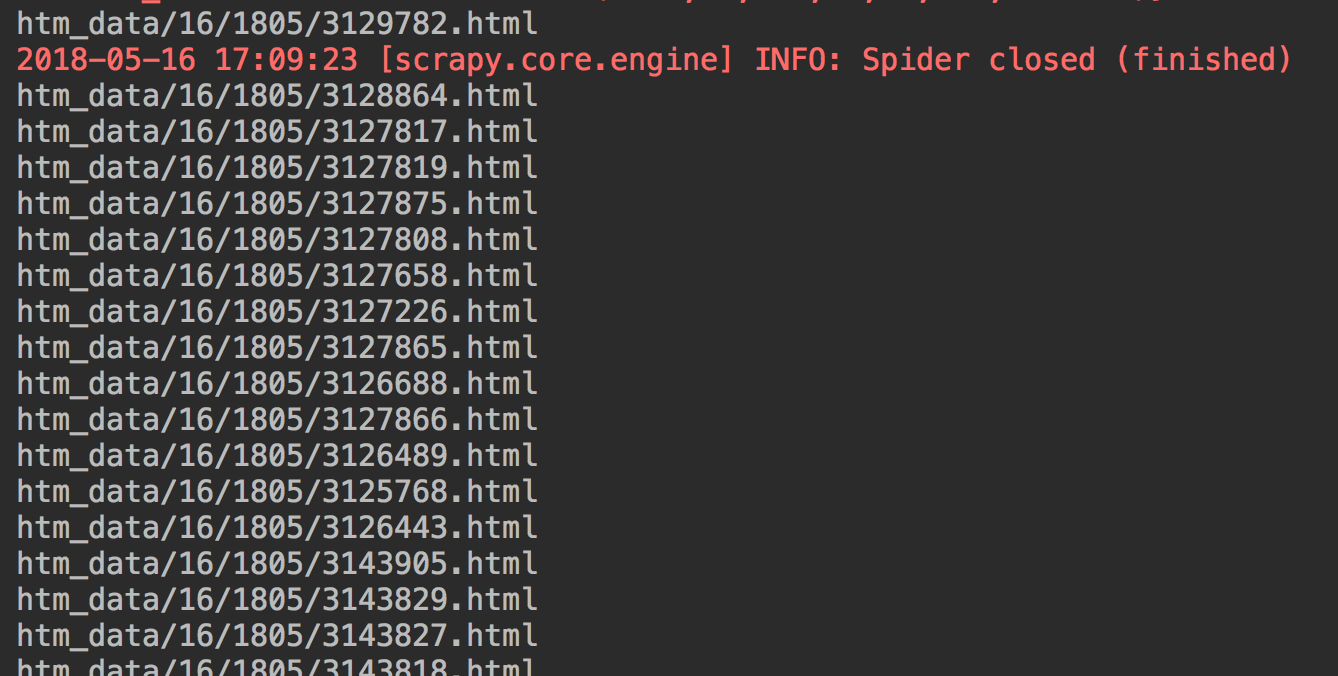 htm_data/16/1805/3129782.html
2018-05-16 17:09:23 [scrapy.core.engine] INFO: Spider closed (finished)
htm_data/16/1805/3128864.html
htm_data/16/1805/3127817.html
htm_data/16/1805/3127819.html
htm_data/16/1805/3127875.html
htm_data/16/1805/3127808.html
htm_data/16/1805/3127658.html
htm_data/16/1805/3127226.html
htm_data/16/1805/3127865.html
htm_data/16/1805/3126688.html
htm_data/16/1805/3127866.html
htm_data/16/1805/3126489.html
htm_data/16/1805/3125768.html
htm_data/16/1805/3126443.html
htm_data/16/1805/3143905.html
htm_data/16/1805/3143829.html
htm_data/16/1805/3143827.html
htm_data/16/1805/3143818.html